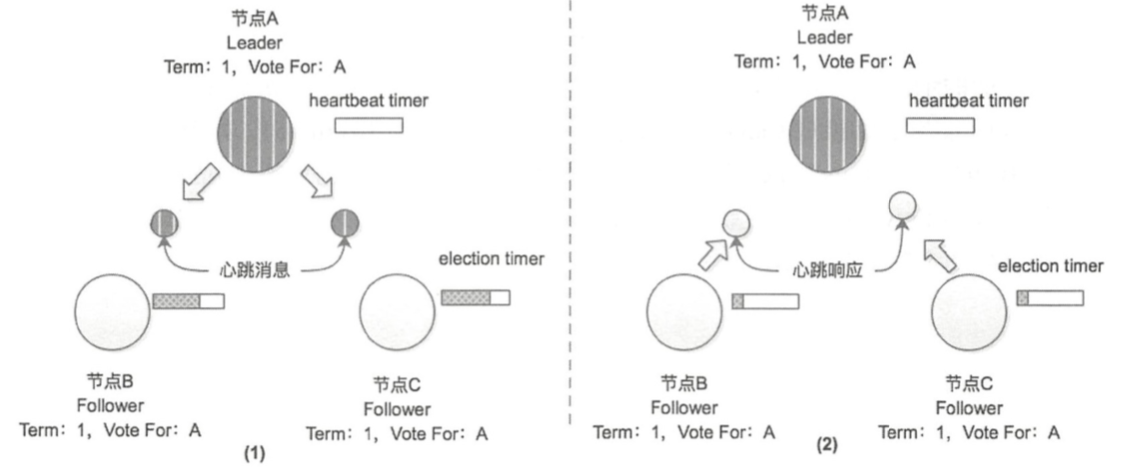 节点A
Leader
Term：1，Vote For：A
heartbeat timer
心跳消息
election timer
节点B
Follower
Term：1，Vote For：A
节点C
Follower
Term：1，Vote For：A
(1)
节点A
Leader
Term：1，Vote For：A
heartbeat timer
心跳响应
election timer
节点B
Follower
Term：1，Vote For：A
节点C
Follower
Term：1，Vote For：A
(2)